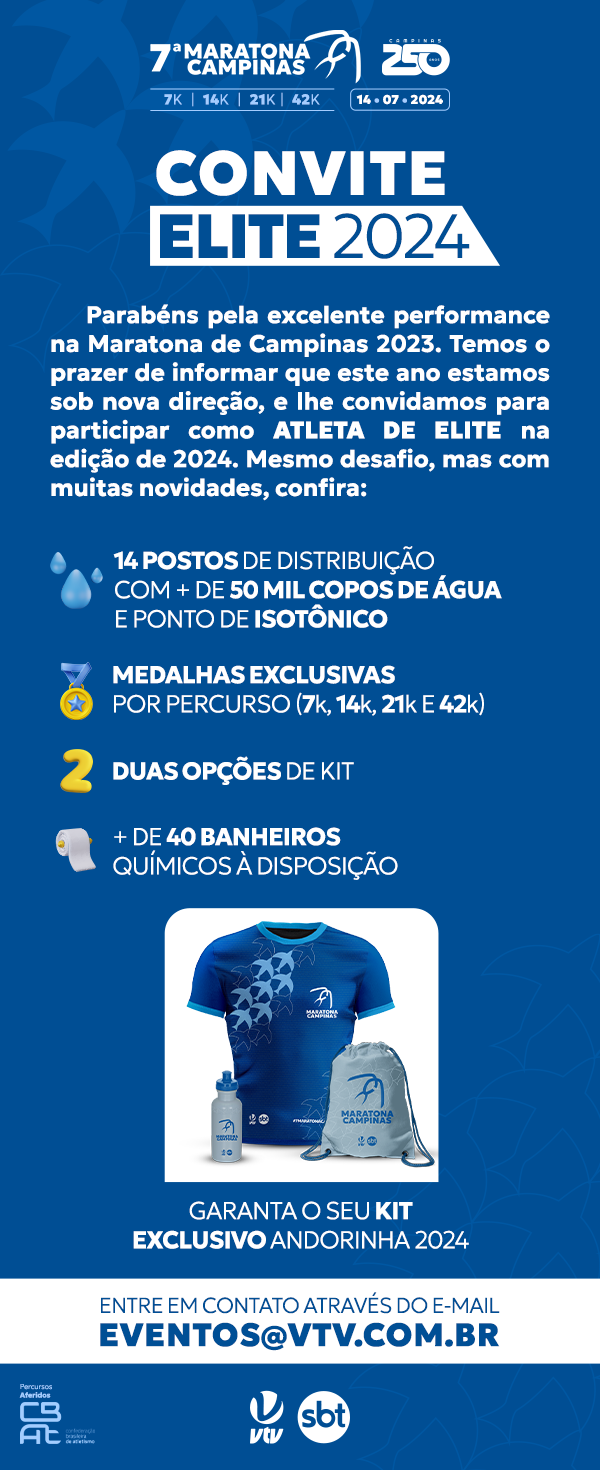 7ª MARATONA
CAMPINAS
CAMPINAS
250
ANOS
7K | 14K | 21K | 42K
14 • 07 • 2024
CONVITE
ELITE 2024
Parabéns pela excelente performance
na Maratona de Campinas 2023. Temos o
prazer de informar que este ano estamos
sob nova direção, e lhe convidamos para
participar como ATLETA DE ELITE na
edição de 2024. Mesmo desafio, mas com
muitas novidades, confira:
14 POSTOS DE DISTRIBUIÇÃO
COM + DE 50 MIL COPOS DE ÁGUA
E PONTO DE ISOTÔNICO
MEDALHAS EXCLUSIVAS
POR PERCURSO (7k, 14k, 21k E 42k)
2
DUAS OPÇÕES DE KIT
+ DE 40 BANHEIROS
QUÍMICOS À DISPOSIÇÃO
MARATONA
CAMPINAS
MARATONA
CAMPINAS
MARATONA
CAMPINAS
vtv sbt
#7MARATONAC
GARANTA O SEU KIT
EXCLUSIVO ANDORINHA 2024
ENTRE EM CONTATO ATRAVÉS DO E-MAIL
EVENTOS@VTV.COM.BR
Percursos
Aferidos
CBAt
confederação
brasileira
de atletismo
vtv
sbt